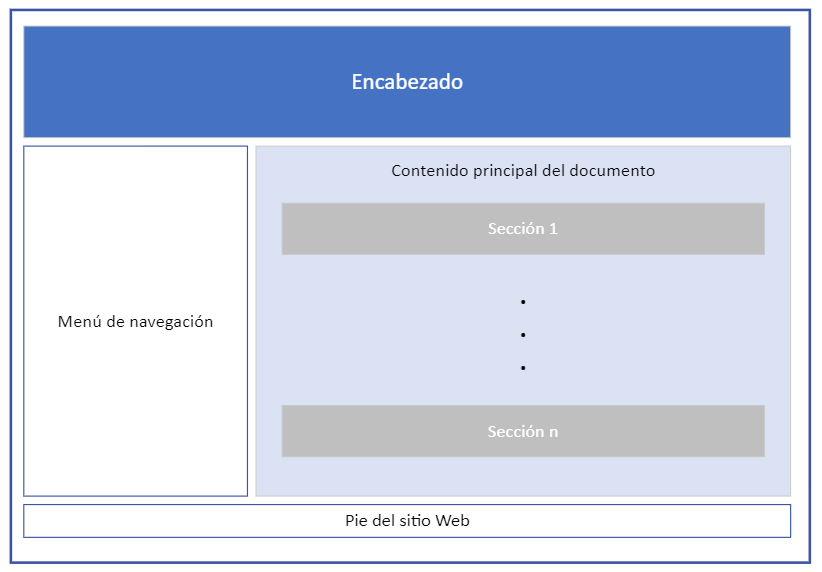 Encabezado
Menú de navegación
Contenido principal del documento
Sección 1
Sección n
Pie del sitio Web